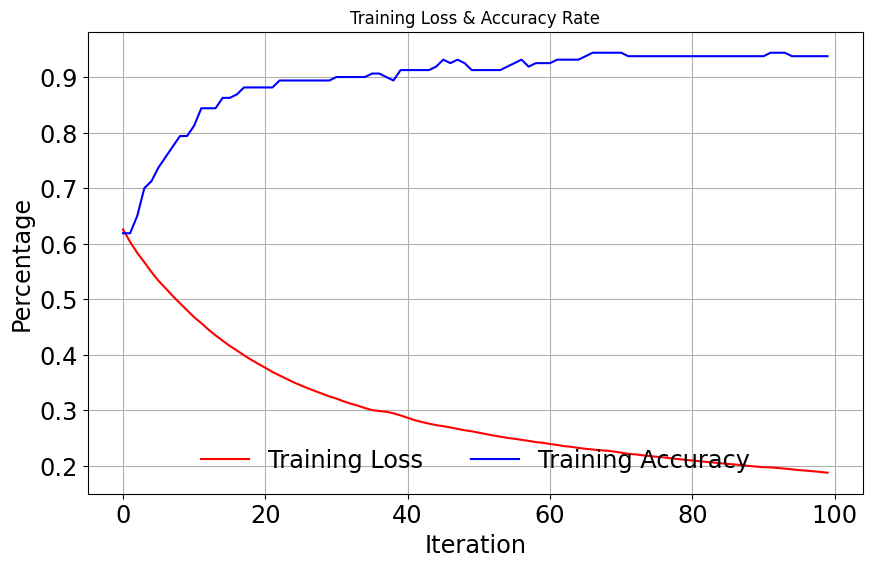 Training Loss & Accuracy Rate
Percentage
0.9
0.8
0.7
0.6
0.5
0.4
0.3
0.2
Training Loss
Training Accuracy
0 20 40 60 80 100
Iteration